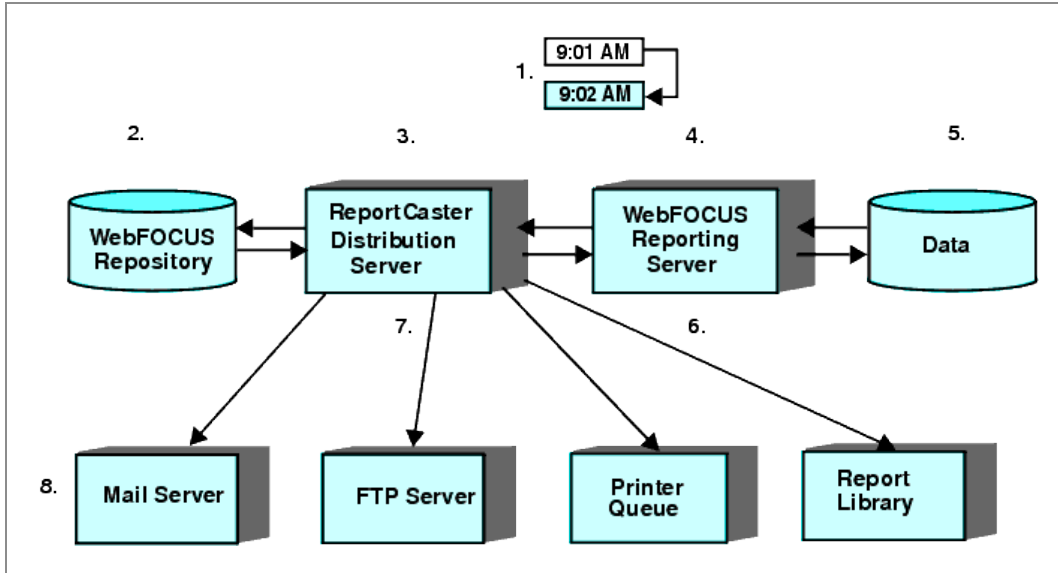 1.
9:01 AM
9:02 AM
2.
3.
4.
5.
WebFOCUS
Repository
ReportCaster
Distribution
Server
WebFOCUS
Reporting
Server
Data
7.
6.
8.
Mail Server
FTP Server
Printer
Queue
Report
Library